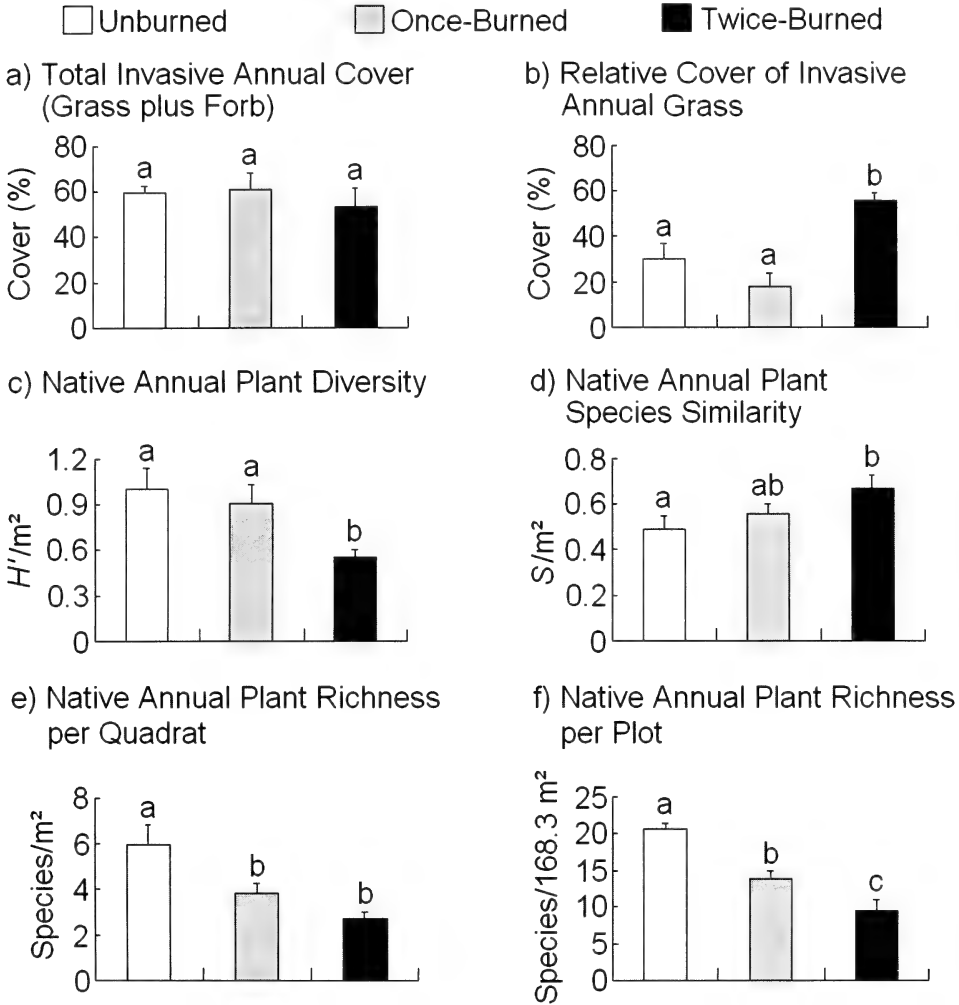 Unburned
Once-Burned
Twice-Burned
a) Total Invasive Annual Cover
(Grass plus Forb)
Cover (%)
80
60
40
20
0
a
a
a
b) Relative Cover of Invasive
Annual Grass
Cover (%)
80
60
40
20
0
a
a
b
c) Native Annual Plant Diversity
H'/m²
1.2
0.9
0.6
0.3
0
a
a
b
d) Native Annual Plant
Species Similarity
S/m²
0.8
0.6
0.4
0.2
0
a
ab
b
e) Native Annual Plant Richness
per Quadrat
Species/m²
8
6
4
2
0
a
b
b
f) Native Annual Plant Richness
per Plot
Species/168.3 m²
25
20
15
10
5
0
a
b
c